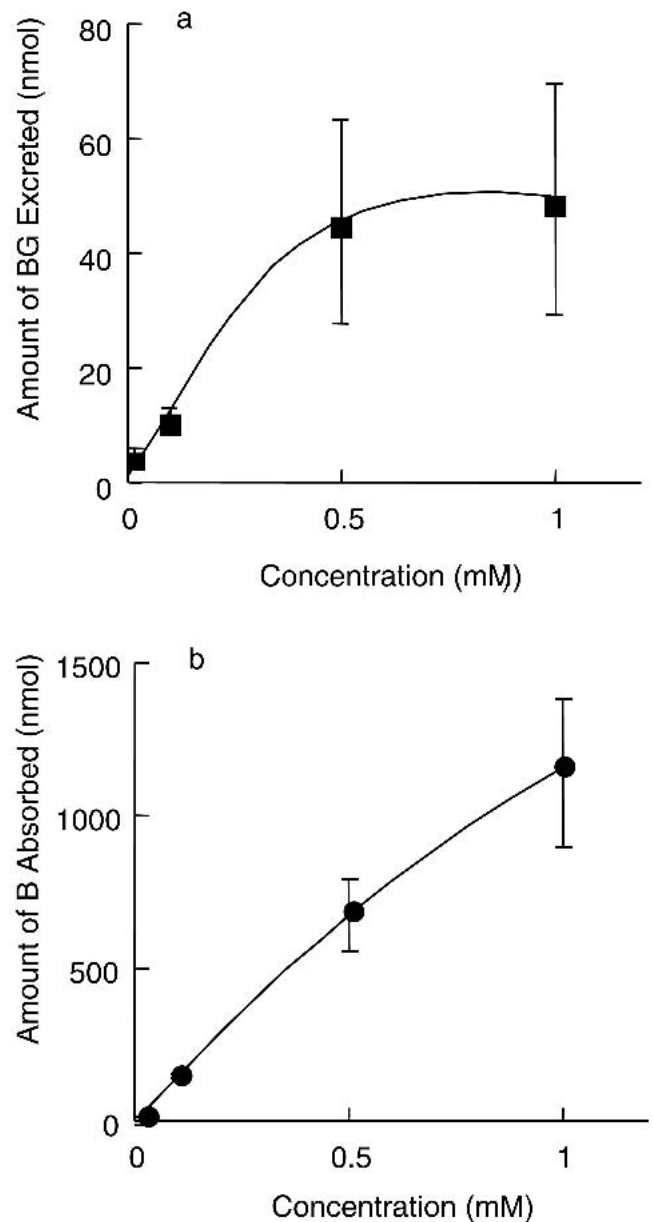 a
Amount of BG Excreted (nmol)
80
60
40
20
0
0 0.5 1
Concentration (mM))
b
Amount of B Absorbed (nmol)
1500
1000
500
0
0 0.5 1
Concentration (mM)